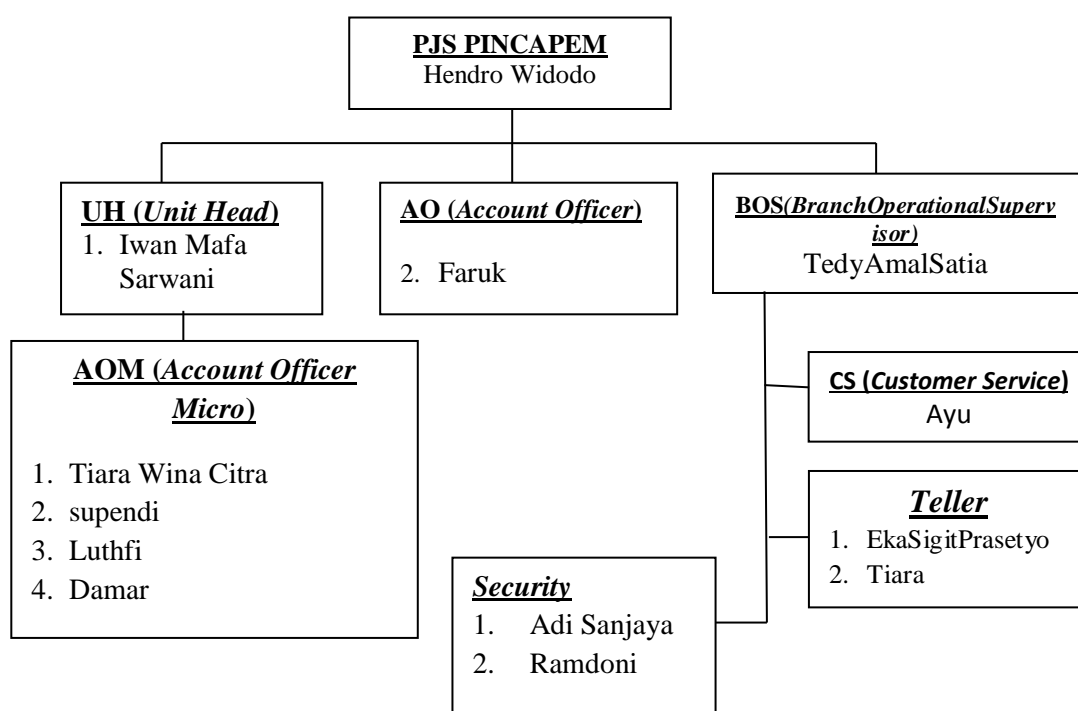 PJS PINCAPEM
Hendro Widodo
UH (Unit Head)
1. Iwan Mafa
Sarwani
AO (Account Officer)
2. Faruk
BOS(BranchOperationalSuperv
isor)
TedyAmalSatia
AOM (Account Officer
Micro)
1. Tiara Wina Citra
2. supendi
3. Luthfi
4. Damar
CS (Customer Service)
Ayu
Teller
1. EkaSigitPrasetyo
2. Tiara
Security
1. Adi Sanjaya
2. Ramdoni